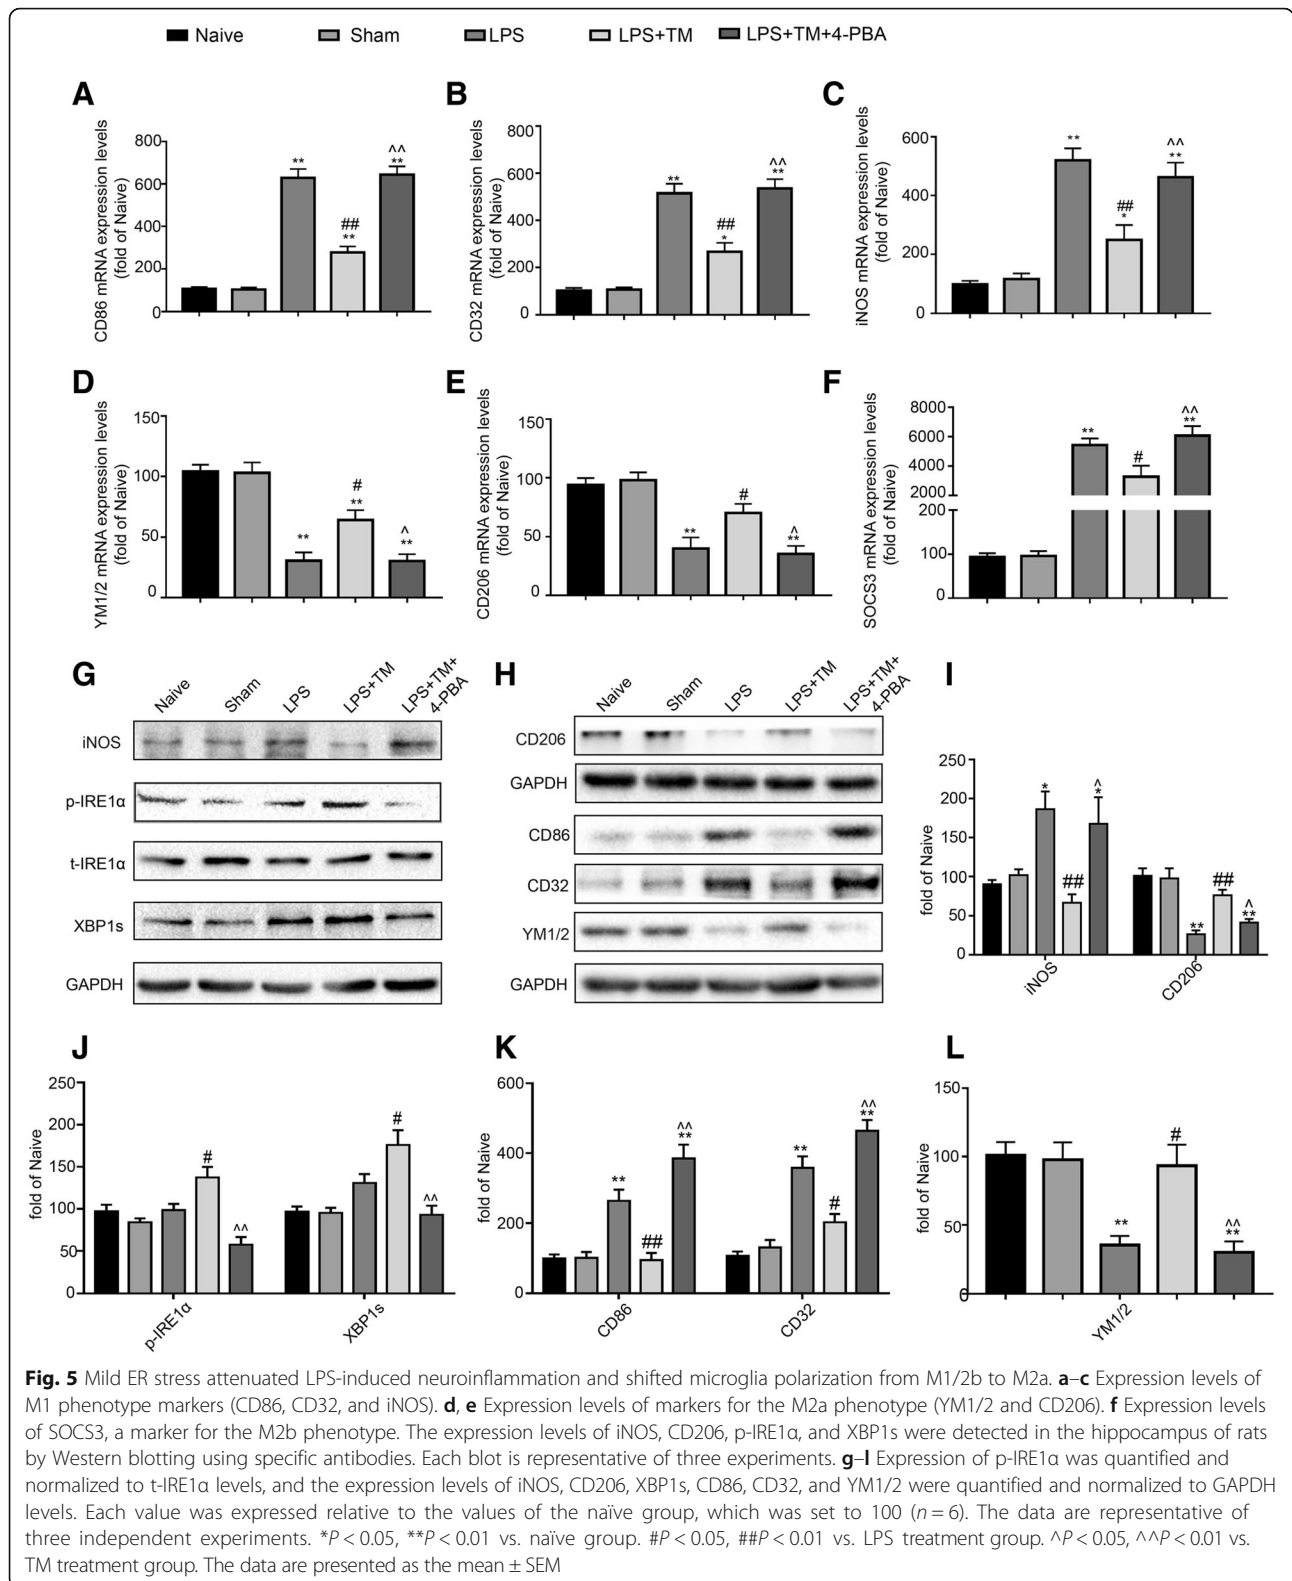 Naive Sham LPS LPS+TM LPS+TM+4-PBA
A
CD86 mRNA expression levels
(fold of Naive)
800
600
400
200
0
**
##
**
^^
**
B
CD32 mRNA expression levels
(fold of Naive)
800
600
400
200
0
**
##
*
^^
**
C
iNOS mRNA expression levels
(fold of Naive)
600
400
200
0
**
##
*
^^
**
D
YM1/2 mRNA expression levels
(fold of Naive)
150
100
50
0
**
#
**
^
**
E
CD206 mRNA expression levels
(fold of Naive)
150
100
50
0
**
#
^
**
F
SOCS3 mRNA expression levels
(fold of Naive)
8000
6000
4000
2000
200
100
0
**
#
^^
**
G
Naive Sham LPS LPS+TM LPS+TM+
4-PBA
iNOS
p-IRE1α
t-IRE1α
XBP1s
GAPDH
H
Naive Sham LPS LPS+TM LPS+TM+
4-PBA
CD206
GAPDH
CD86
CD32
YM1/2
GAPDH
I
fold of Naive
250
200
150
100
50
0
*
##
^
*
**
##
^
**
iNOS CD206
J
fold of Naive
250
200
150
100
50
0
#
^^
#
^^
p-IRE1α XBP1s
K
fold of Naive
600
400
200
0
**
##
^^
**
**
#
^^
**
CD86 CD32
L
fold of Naive
150
100
50
0
**
#
^^
**
YM1/2
Fig. 5 Mild ER stress attenuated LPS-induced neuroinflammation and shifted microglia polarization from M1/2b to M2a. a–c Expression levels of
M1 phenotype markers (CD86, CD32, and iNOS). d, e Expression levels of markers for the M2a phenotype (YM1/2 and CD206). f Expression levels
of SOCS3, a marker for the M2b phenotype. The expression levels of iNOS, CD206, p-IRE1α, and XBP1s were detected in the hippocampus of rats
by Western blotting using specific antibodies. Each blot is representative of three experiments. g–l Expression of p-IRE1α was quantified and
normalized to t-IRE1α levels, and the expression levels of iNOS, CD206, XBP1s, CD86, CD32, and YM1/2 were quantified and normalized to GAPDH
levels. Each value was expressed relative to the values of the naïve group, which was set to 100 (n = 6). The data are representative of
three independent experiments. *P < 0.05, **P < 0.01 vs. naïve group. #P < 0.05, ##P < 0.01 vs. LPS treatment group. ^P < 0.05, ^^P < 0.01 vs.
TM treatment group. The data are presented as the mean ± SEM